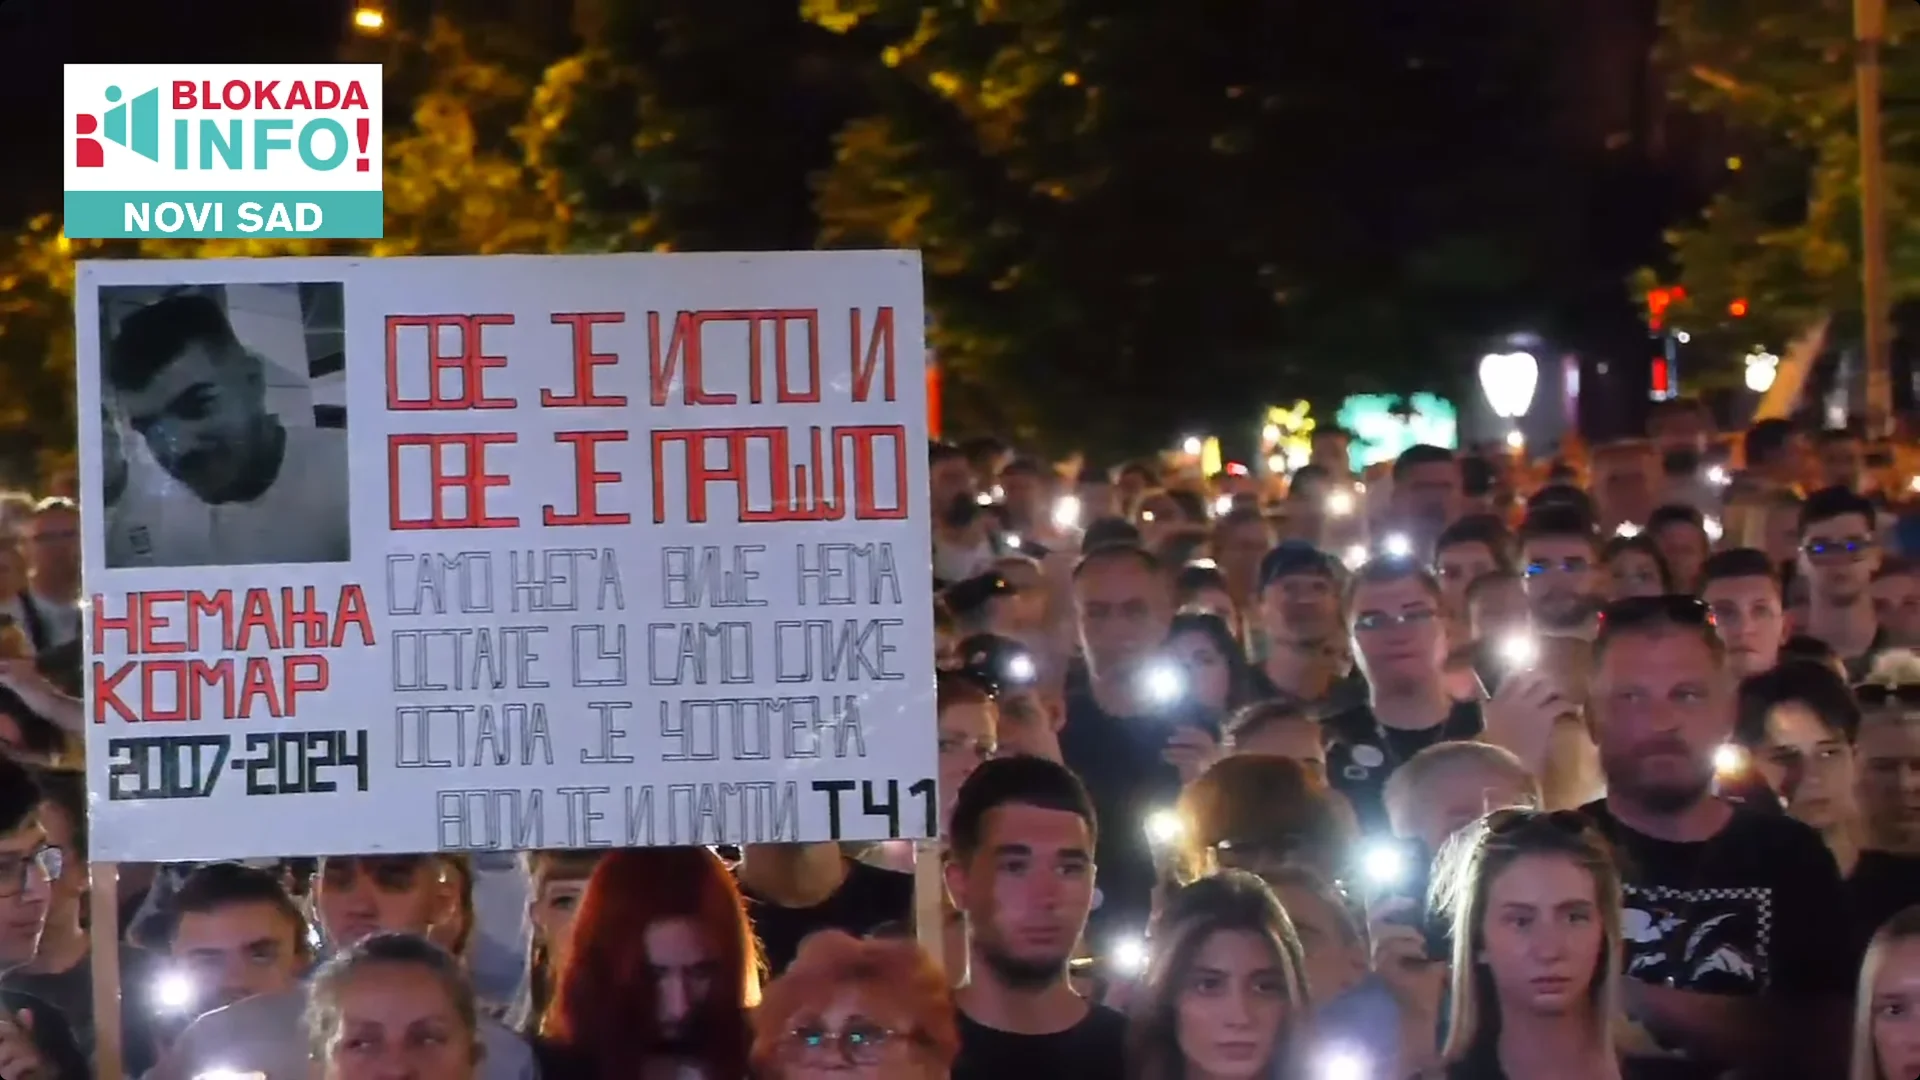 BLOKADA
INFO!
NOVI SAD
СВЕ ЈЕ ИСТО И
СВЕ ЈЕ ПРОШЛО
САМО ЊЕГА ВИШЕ НЕМА
ОСТАЛЕ СУ САМО СЛИКЕ
ОСТАЛА ЈЕ УСПОМЕНА
ВОЛИ ТЕ И ПАМТИ Т41
НЕМАЊА
КОМАР
2007-2024